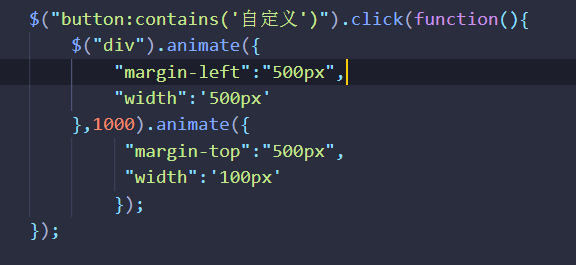 $("button:contains('自定义')").click(function(){
$("div").animate({
"margin-left":"500px",
"width":'500px'
},1000).animate({
"margin-top":"500px",
"width":'100px'
});
});